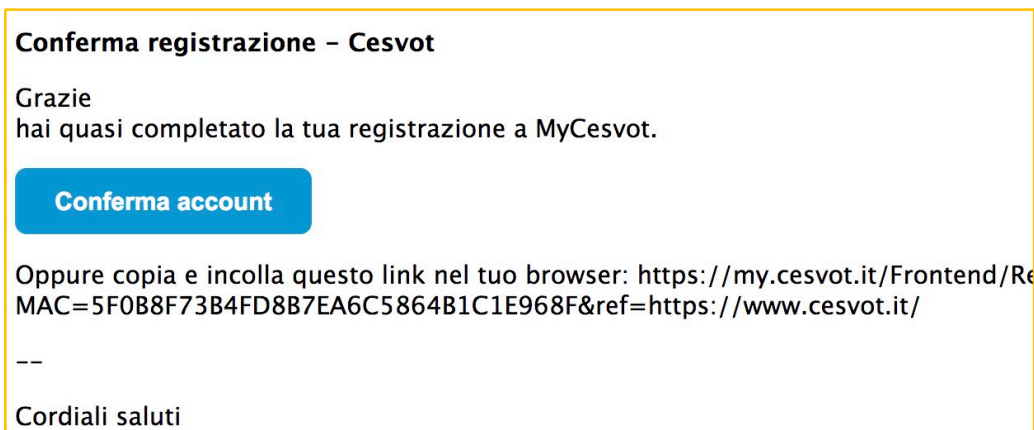 Conferma registrazione – Cesvot
Grazie
hai quasi completato la tua registrazione a MyCesvot.
Conferma account
Oppure copia e incolla questo link nel tuo browser: https://my.cesvot.it/Frontend/Re
MAC=5F0B8F73B4FD8B7EA6C5864B1C1E968F&ref=https://www.cesvot.it/
--
Cordiali saluti